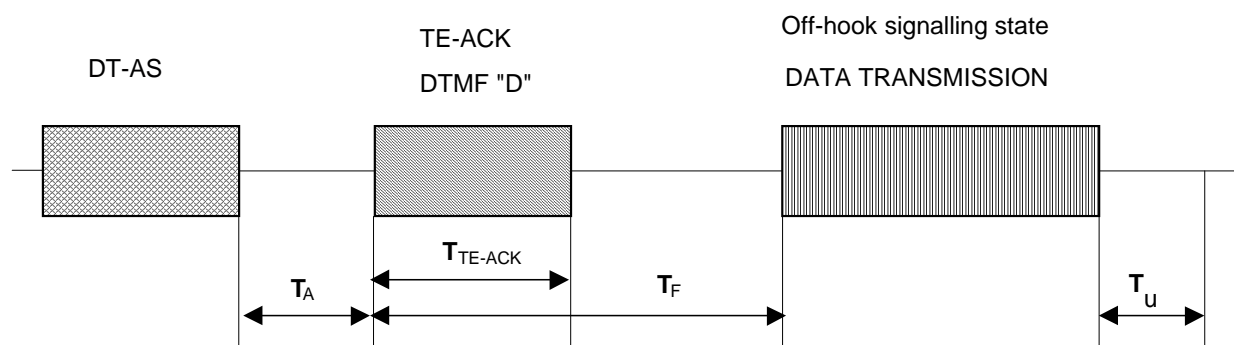 DT-AS
TE-ACK
DTMF "D"
Off-hook signalling state
DATA TRANSMISSION
TTE-ACK
TA
TF
Tu